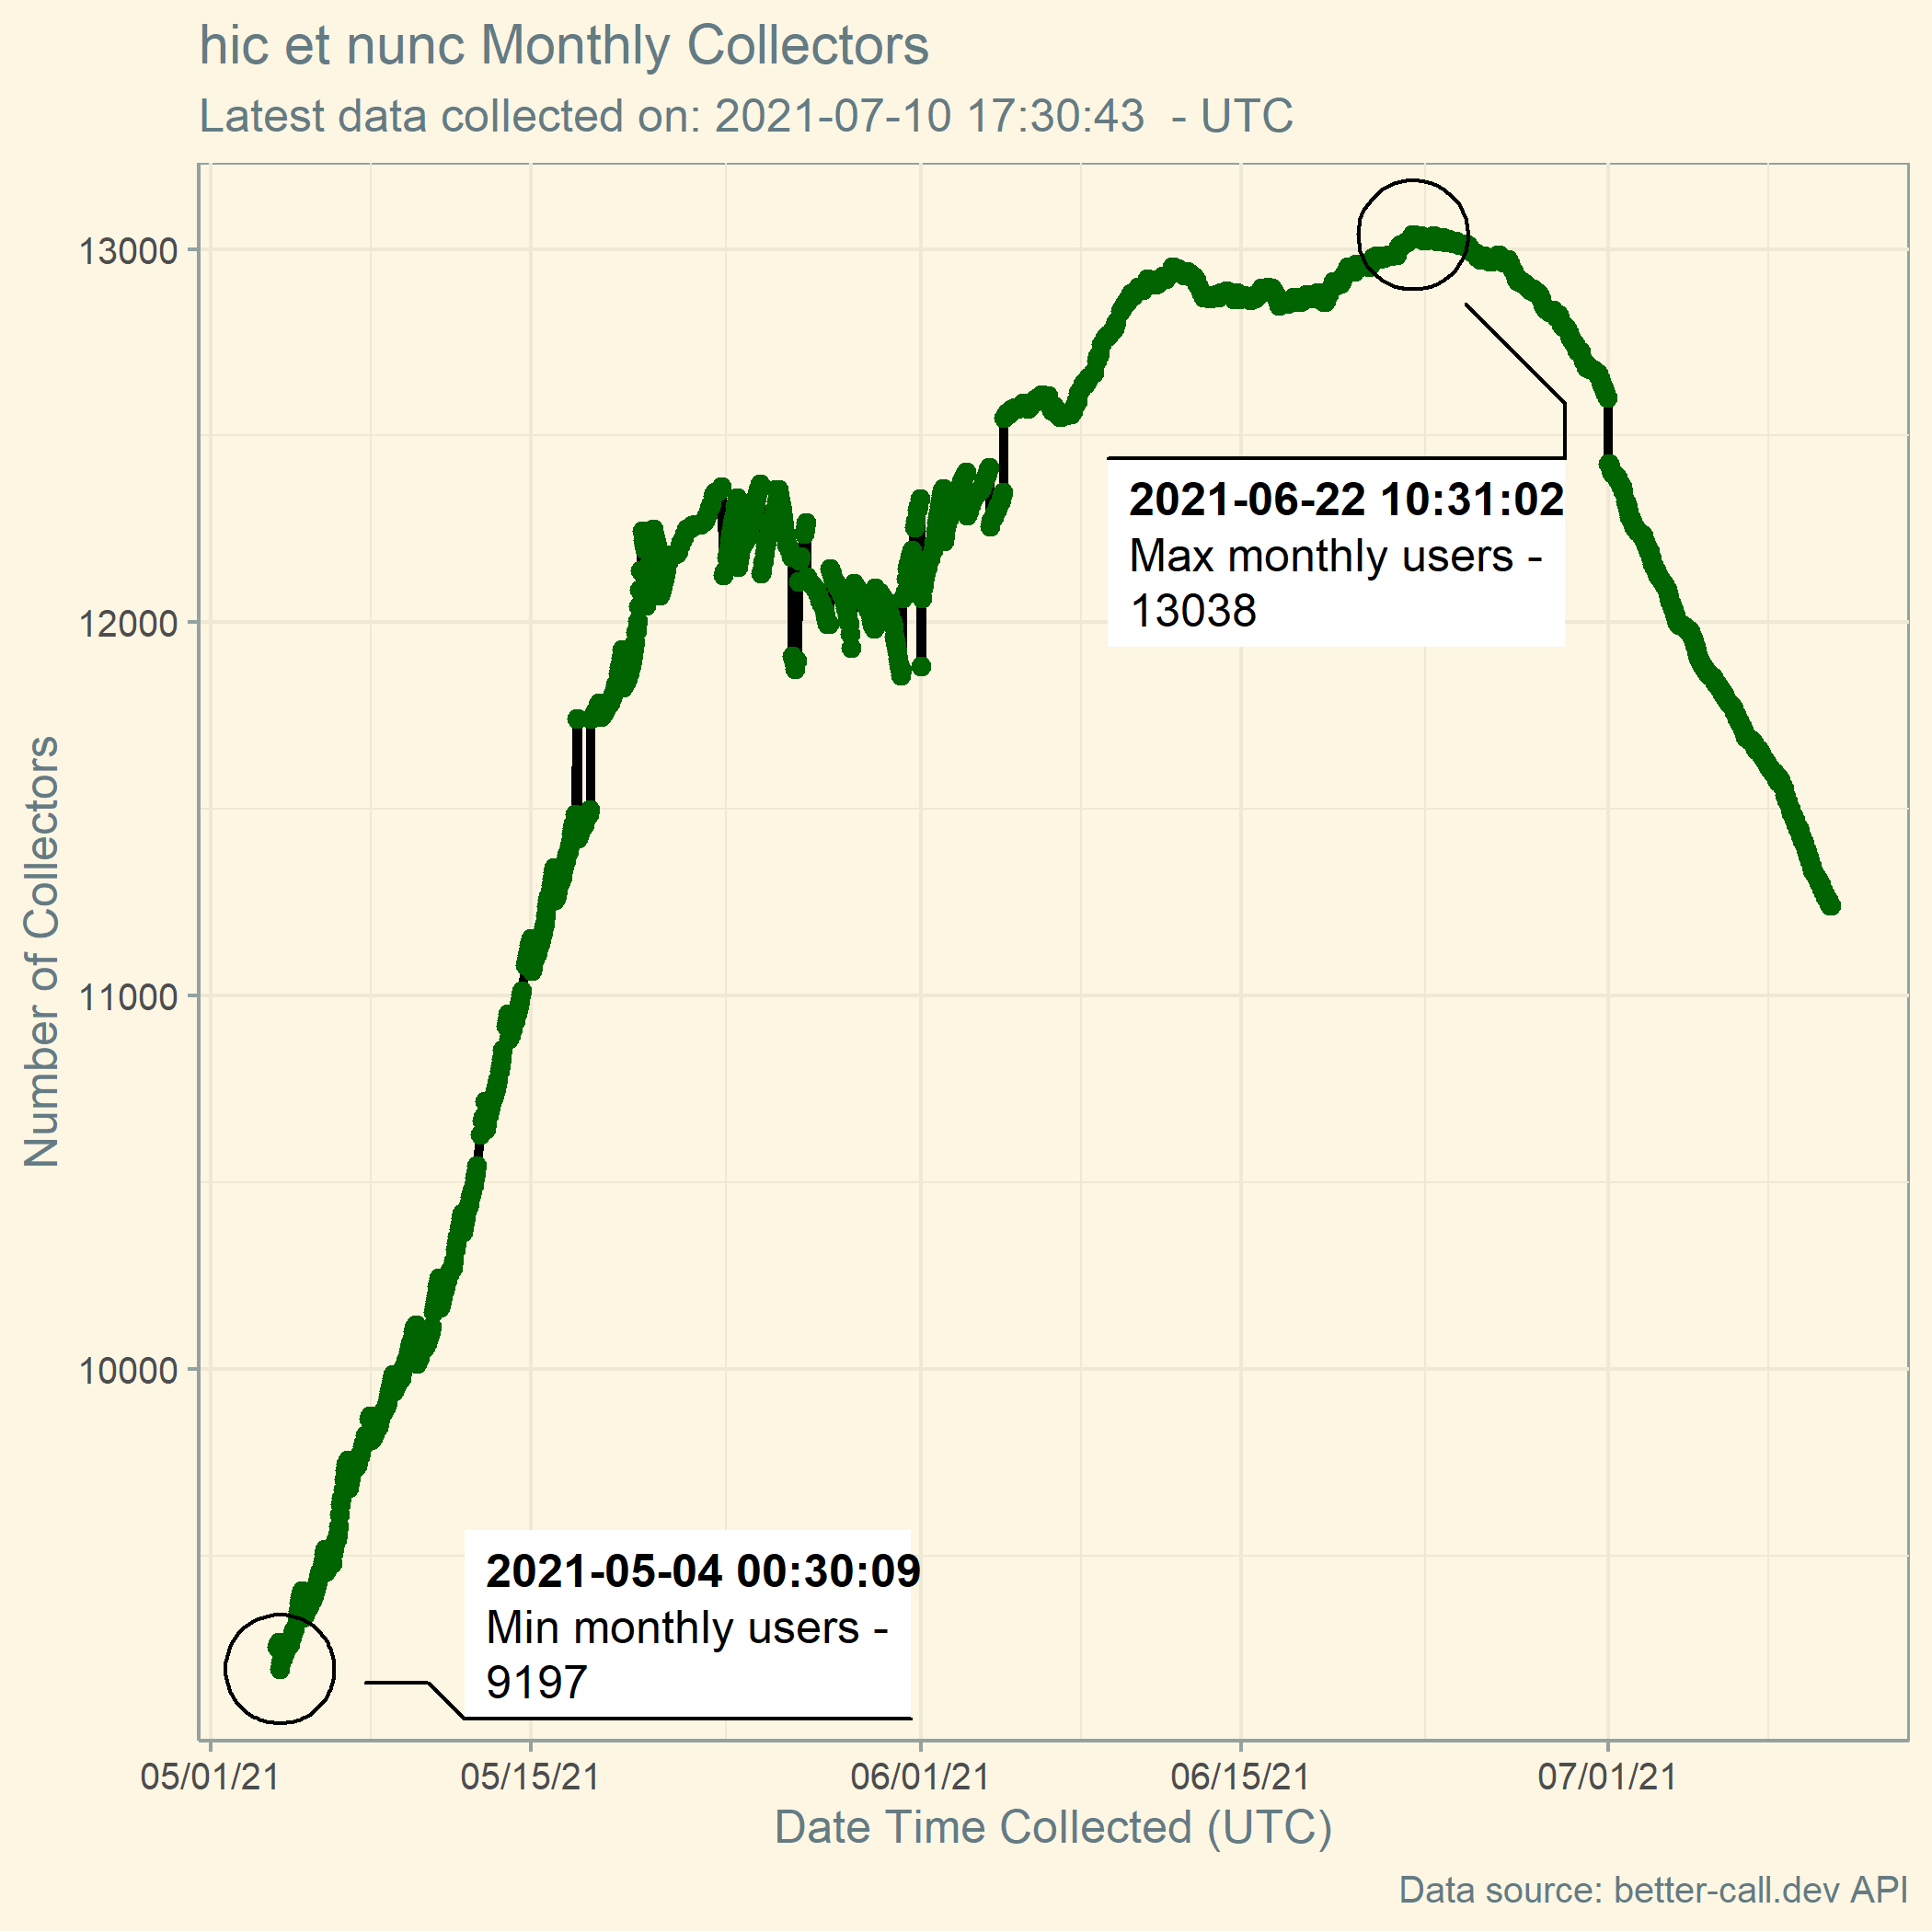 hic et nunc Monthly Collectors
Latest data collected on: 2021-07-10 17:30:43  - UTC
Number of Collectors
13000
12000
11000
10000
2021-06-22 10:31:02
Max monthly users -
13038
2021-05-04 00:30:09
Min monthly users -
9197
05/01/21
05/15/21
06/01/21
06/15/21
07/01/21
Date Time Collected (UTC)
Data source: better-call.dev API